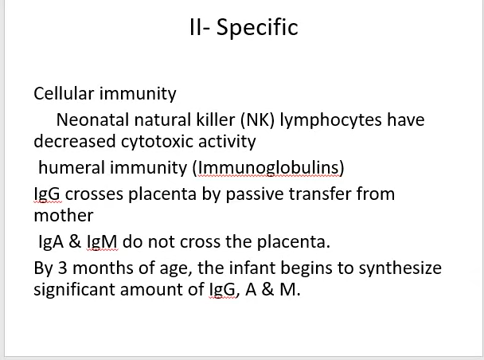 II- Specific
Cellular immunity
Neonatal natural killer (NK) lymphocytes have
decreased cytotoxic activity
humeral immunity (Immunoglobulins)
IgG crosses placenta by passive transfer from
mother
IgA & IgM do not cross the placenta.
By 3 months of age, the infant begins to synthesize
significant amount of IgG, A & M.